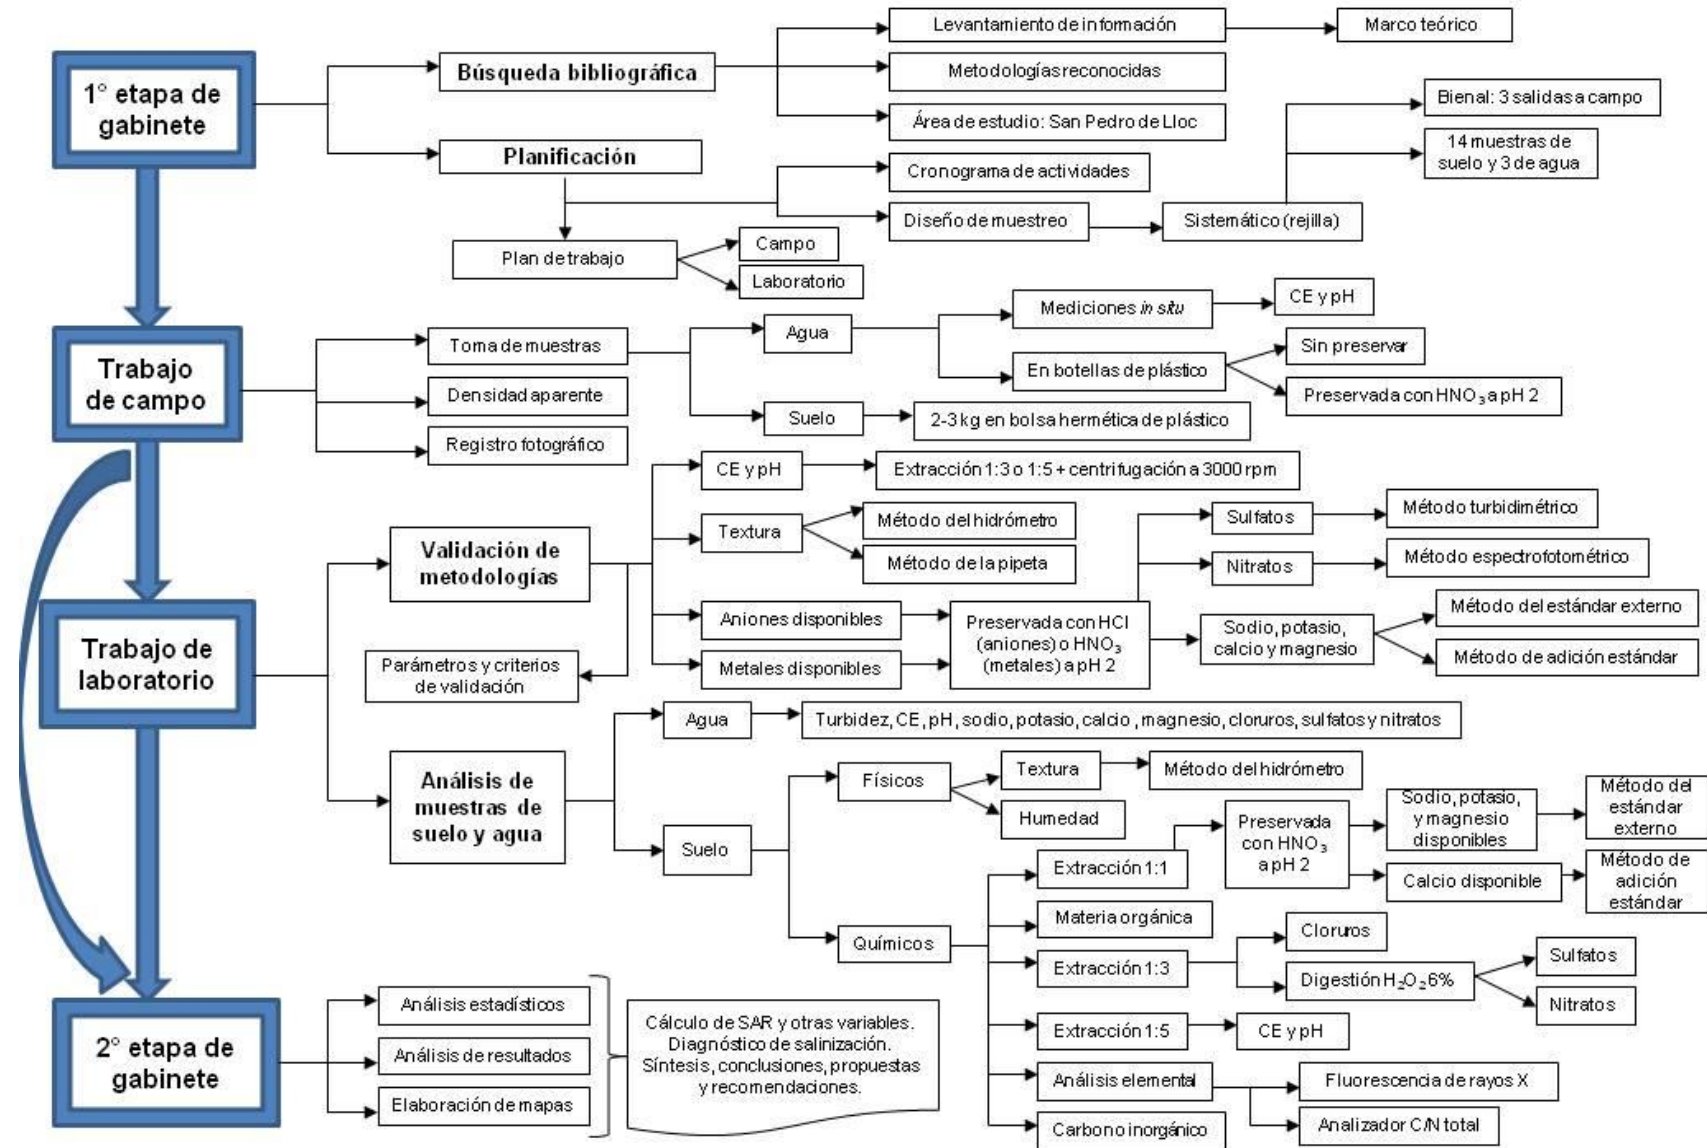 1° etapa de
gabinete
Búsqueda bibliográfica
Levantamiento de información
Marco teórico
Metodologías reconocidas
Área de estudio: San Pedro de Lloc
Planificación
Cronograma de actividades
Diseño de muestreo
Sistemático (rejilla)
Bienal: 3 salidas a campo
14 muestras de
suelo y 3 de agua
Plan de trabajo
Campo
Laboratorio
Trabajo
de campo
Toma de muestras
Densidad aparente
Registro fotográfico
Agua
Mediciones in situ
CE y pH
En botellas de plástico
Sin preservar
Preservada con HNO₃ a pH 2
Suelo
2-3 kg en bolsa hermética de plástico
Trabajo de
laboratorio
Validación de
metodologías
Parámetros y criterios
de validación
CE y pH
Extracción 1:3 o 1:5 + centrifugación a 3000 rpm
Textura
Método del hidrómetro
Método de la pipeta
Aniones disponibles
Metales disponibles
Preservada con HCl
(aniones) o HNO₃
(metales) a pH 2
Sulfatos
Método turbidimétrico
Nitratos
Método espectrofotométrico
Sodio, potasio,
calcio y magnesio
Método del estándar externo
Método de adición estándar
Análisis de
muestras de
suelo y agua
Agua
Turbidez, CE, pH, sodio, potasio, calcio , magnesio, cloruros, sulfatos y nitratos
Suelo
Físicos
Textura
Método del hidrómetro
Humedad
Químicos
Extracción 1:1
Preservada
con HNO₃
a pH 2
Sodio, potasio,
y magnesio
disponibles
Método del
estándar
externo
Calcio disponible
Método de
adición
estándar
Materia orgánica
Extracción 1:3
Cloruros
Digestión H₂O₂ 6%
Sulfatos
Nitratos
Extracción 1:5
CE y pH
Análisis elemental
Fluorescencia de rayos X
Analizador C/N total
Carbono inorgánico
2° etapa de
gabinete
Análisis estadísticos
Análisis de resultados
Elaboración de mapas
Cálculo de SAR y otras variables.
Diagnóstico de salinización.
Síntesis, conclusiones, propuestas
y recomendaciones.